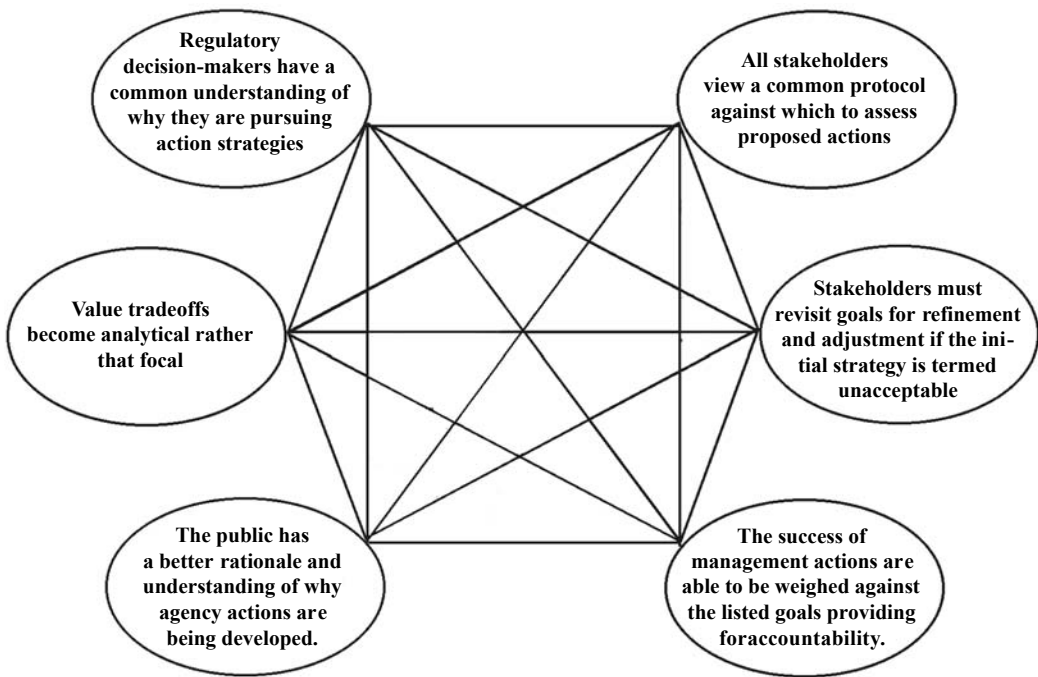 Regulatory
decision-makers have a
common understanding of
why they are pursuing
action strategies
All stakeholders
view a common protocol
against which to assess
proposed actions
Value tradeoffs
become analytical rather
that focal
Stakeholders must
revisit goals for refinement
and adjustment if the ini-
tial strategy is termed
unacceptable
The public has
a better rationale and
understanding of why
agency actions are
being developed.
The success of
management actions are
able to be weighed against
the listed goals providing
foraccountability.